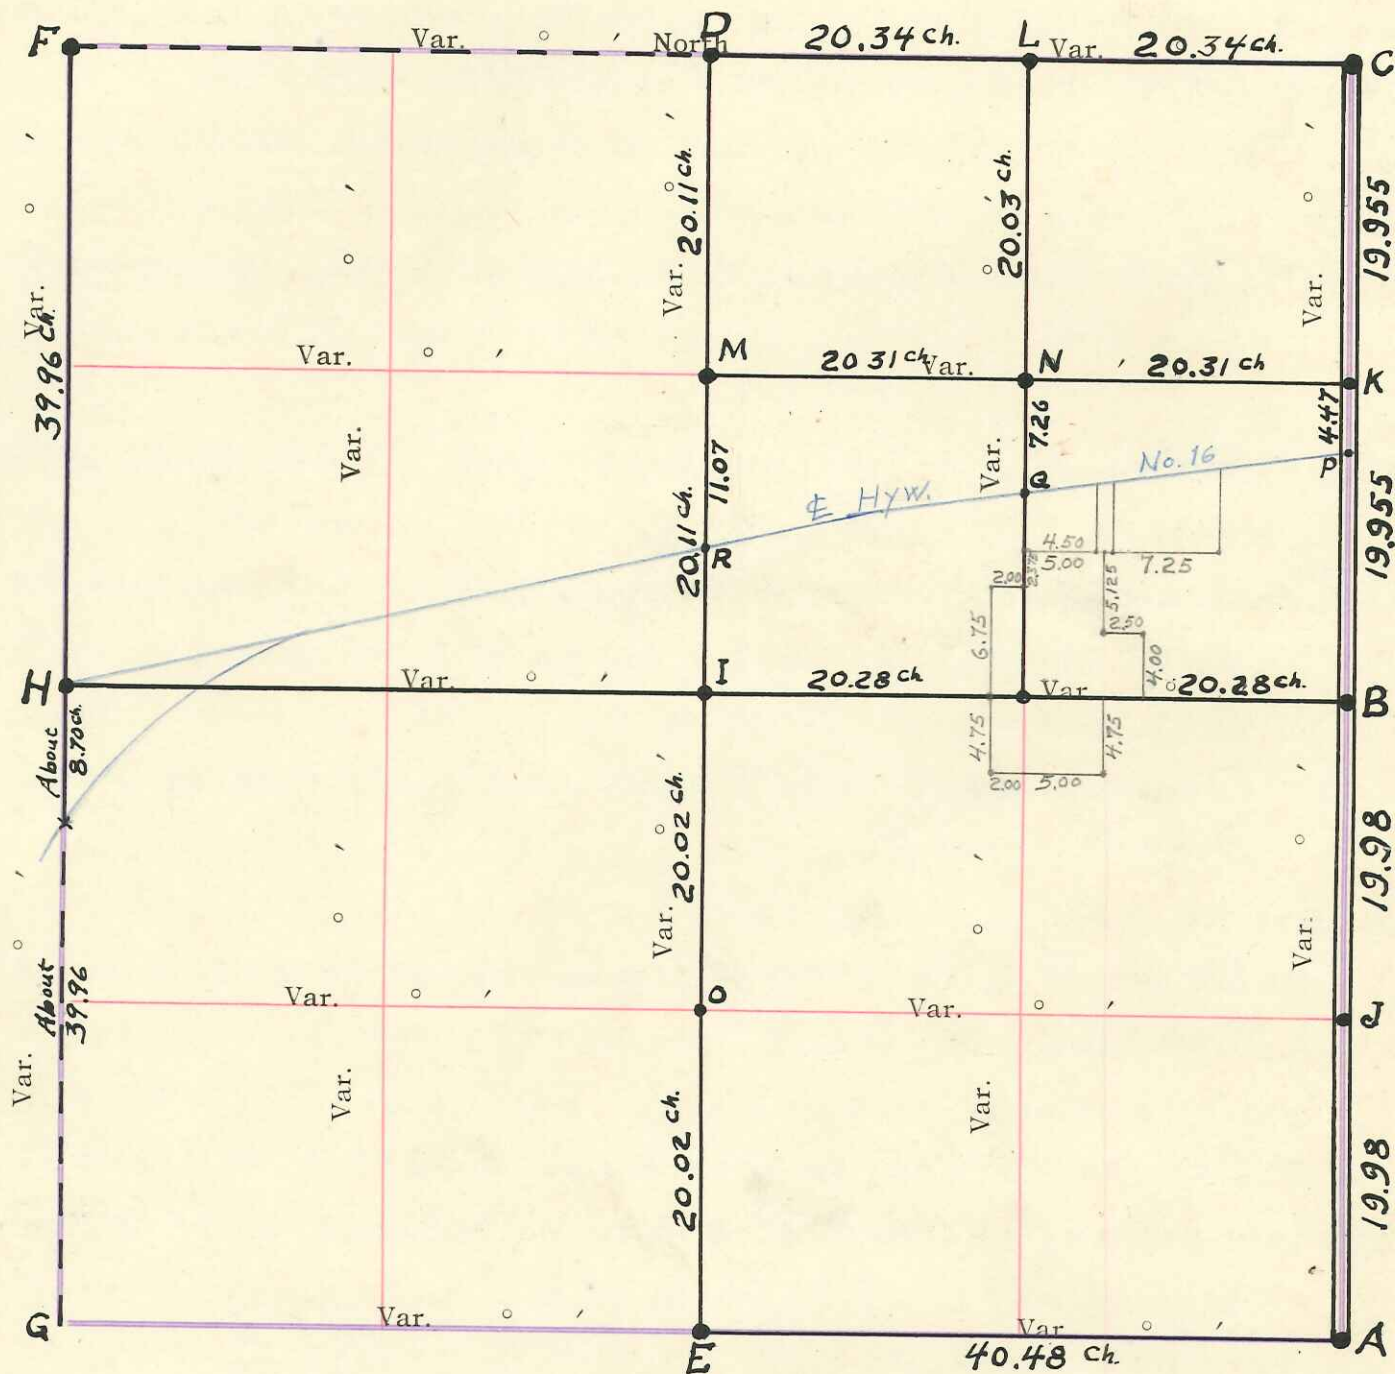 F Var. ° ′ North D 20.34 ch. L Var. 20.34 ch. C
° ′
Var.
39.96 ch.
° ′
Var.
20.11 ch.
° ′
Var.
20.03 ch.
° ′
Var.
19.955
Var. ° ′
M 20 31 ch Var. N ′ 20.31 ch K
Var.
11.07
20.11 ch.
R
₵ Hyw.
Var.
7.26
Q
No. 16
4.47
P
19.955
4.50
5.00
7.25
2.00
2.375
5.125
2.50
6.75
4.00
H Var. ° ′ I 20.28 ch Var ° 20.28 ch. B
About
8.70 ch.
×
4.75
4.75
2.00 5.00
° ′
Var.
20.02 ch.
° ′
Var.
° ′
° ′
Var.
19.98
About
39.96
Var. ° ′ O Var. ° ′ J
Var.
° ′
Var.
20.02 ch.
Var.
19.98
G Var. ° ′ E Var ° ′ A
40.48 Ch.